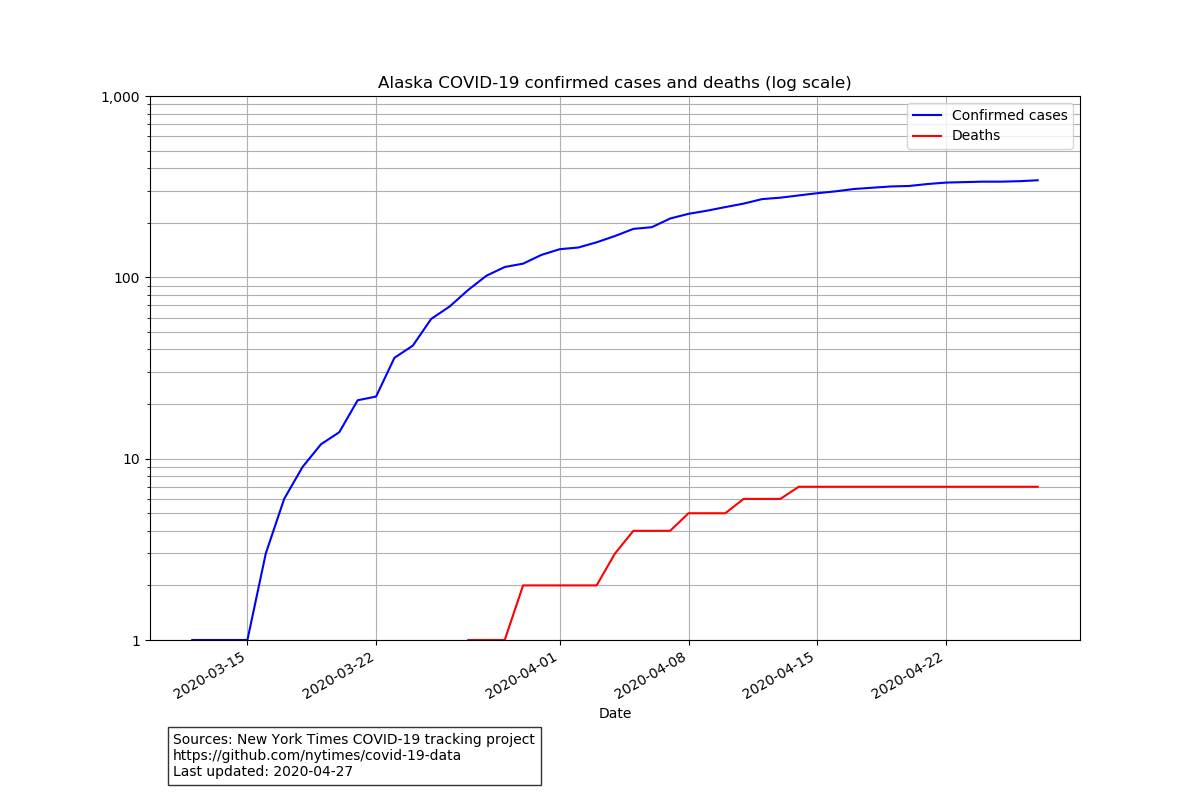 Alaska COVID-19 confirmed cases and deaths (log scale)
1,000
100
10
1
Confirmed cases
Deaths
2020-03-15
2020-03-22
2020-04-01
2020-04-08
2020-04-15
2020-04-22
Date
Sources: New York Times COVID-19 tracking project
https://github.com/nytimes/covid-19-data
Last updated: 2020-04-27